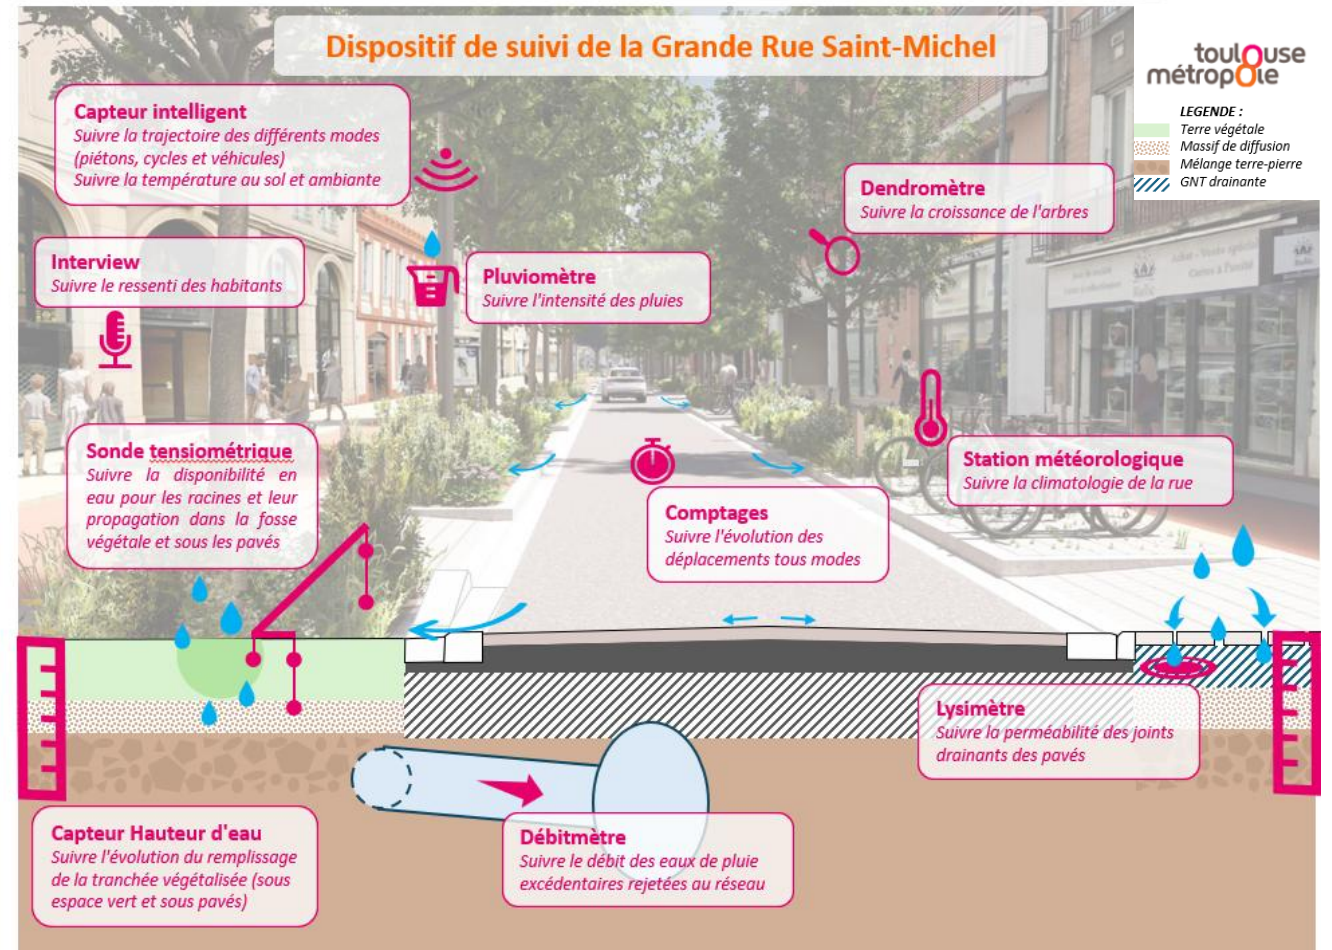 Dispositif de suivi de la Grande Rue Saint-Michel
toulouse
métropole
LEGENDE :
Terre végétale
Massif de diffusion
Mélange terre-pierre
GNT drainante
Capteur intelligent
Suivre la trajectoire des différents modes
(piétons, cycles et véhicules)
Suivre la température au sol et ambiante
Dendromètre
Suivre la croissance de l'arbres
Interview
Suivre le ressenti des habitants
Pluviomètre
Suivre l'intensité des pluies
Sonde tensiométrique
Suivre la disponibilité en
eau pour les racines et leur
propagation dans la fosse
végétale et sous les pavés
Station météorologique
Suivre la climatologie de la rue
Comptages
Suivre l'évolution des
déplacements tous modes
Lysimètre
Suivre la perméabilité des joints
drainants des pavés
Capteur Hauteur d'eau
Suivre l'évolution du remplissage
de la tranchée végétalisée (sous
espace vert et sous pavés)
Débitmètre
Suivre le débit des eaux de pluie
excédentaires rejetées au réseau